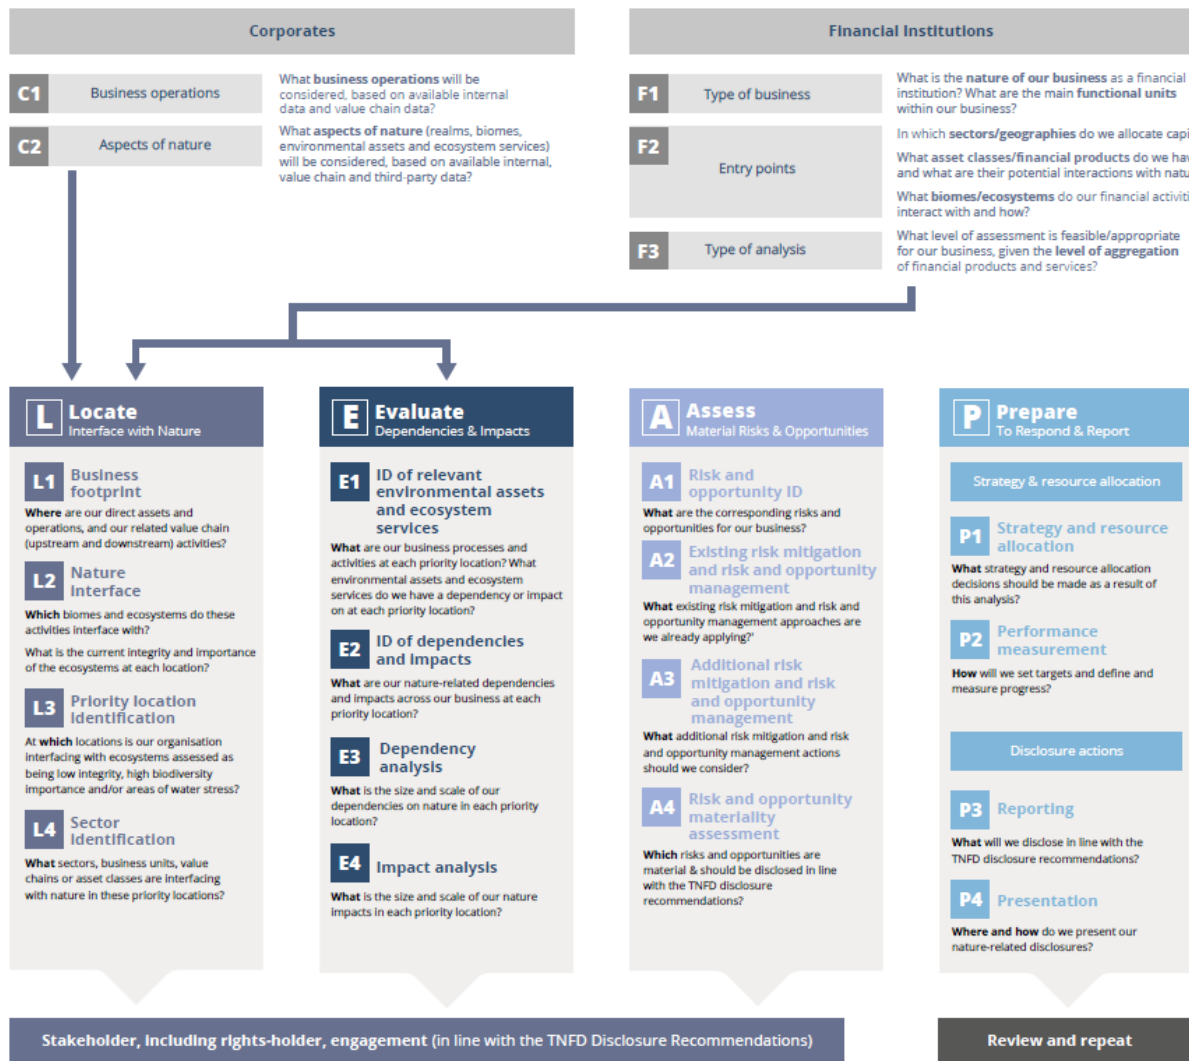 Corporates
C1
Business operations
What business operations will be
considered, based on available internal
data and value chain data?
C2
Aspects of nature
What aspects of nature (realms, biomes,
environmental assets and ecosystem services)
will be considered, based on available internal,
value chain and third-party data?
Financial Institutions
F1
Type of business
What is the nature of our business as a financial
institution? What are the main functional units
within our business?
F2
Entry points
In which sectors/geographies do we allocate
What asset classes/financial products do we
and what are their potential interactions with
What biomes/ecosystems do our financial
interact with and how?
F3
Type of analysis
What level of assessment is feasible/appropriate
for our business, given the level of aggregation
of financial products and services?
L Locate
Interface with Nature
L1 Business
footprint
Where are our direct assets and
operations, and our related value chain
(upstream and downstream) activities?
L2 Nature
Interface
Which biomes and ecosystems do these
activities interface with?
What is the current integrity and importance
of the ecosystems at each location?
L3 Priority location
identification
At which locations is our organisation
interfacing with ecosystems assessed as
being low integrity, high biodiversity
importance and/or areas of water stress?
L4 Sector
identification
What sectors, business units, value
chains or asset classes are interfacing
with nature in these priority locations?
E Evaluate
Dependencies & Impacts
E1 ID of relevant
environmental assets
and ecosystem
services
What are our business processes and
activities at each priority location? What
environmental assets and ecosystem
services do we have a dependency or impact
on at each priority location?
E2 ID of dependencies
and impacts
What are our nature-related dependencies
and impacts across our business at each
priority location?
E3 Dependency
analysis
What is the size and scale of our
dependencies on nature in each priority
location?
E4 Impact analysis
What is the size and scale of our nature
impacts in each priority location?
A Assess
Material Risks & Opportunities
A1 Risk and
opportunity ID
What are the corresponding risks and
opportunities for our business?
A2 Existing risk mitigation
and risk and opportunity
management
What existing risk mitigation and risk and
opportunity management approaches are
we already applying?'
A3 Additional risk
mitigation and risk
and opportunity
management
What additional risk mitigation and risk
and opportunity management actions
should we consider?
A4 Risk and opportunity
materiality
assessment
Which risks and opportunities are
material & should be disclosed in line
with the TNFD disclosure
recommendations?
P Prepare
To Respond & Report
Strategy & resource allocation
P1 Strategy and resource
allocation
What strategy and resource allocation
decisions should be made as a result of
this analysis?
P2 Performance
measurement
How will we set targets and define and
measure progress?
Disclosure actions
P3 Reporting
What will we disclose in line with the
TNFD disclosure recommendations?
P4 Presentation
Where and how do we present our
nature-related disclosures?
Stakeholder, including rights-holder, engagement (in line with the TNFD Disclosure Recommendations)
Review and repeat